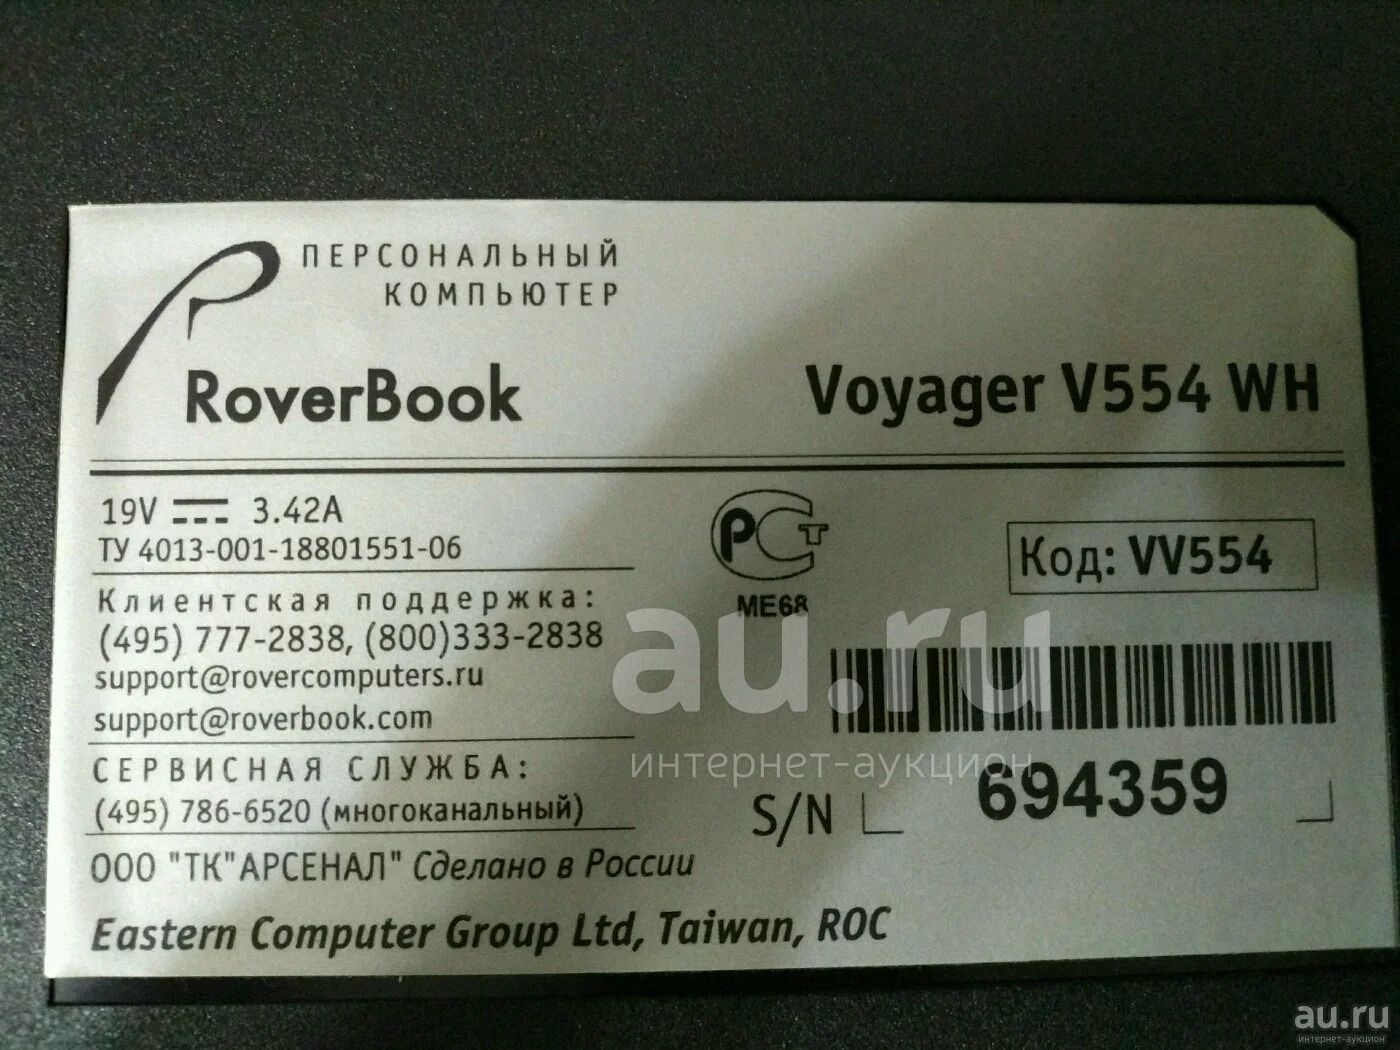 ПЕРСОНАЛЬНЫЙ
КОМПЬЮТЕР
RoverBook
Voyager V554 WH
19V 3.42A
ТУ 4013-001-18801551-06
Клиентская поддержка:
(495) 777-2838, (800)333-2838
support@rovercomputers.ru
support@roverbook.com
СЕРВИСНАЯ СЛУЖБА:
(495) 786-6520 (многоканальный)
ООО "ТК"АРСЕНАЛ" Сделано в России
Eastern Computer Group Ltd, Taiwan, ROC
РСТ
ME68
Код: VV554
S/N 694359
au.ru
интернет-аукцион
au.ru
интернет-аукцион